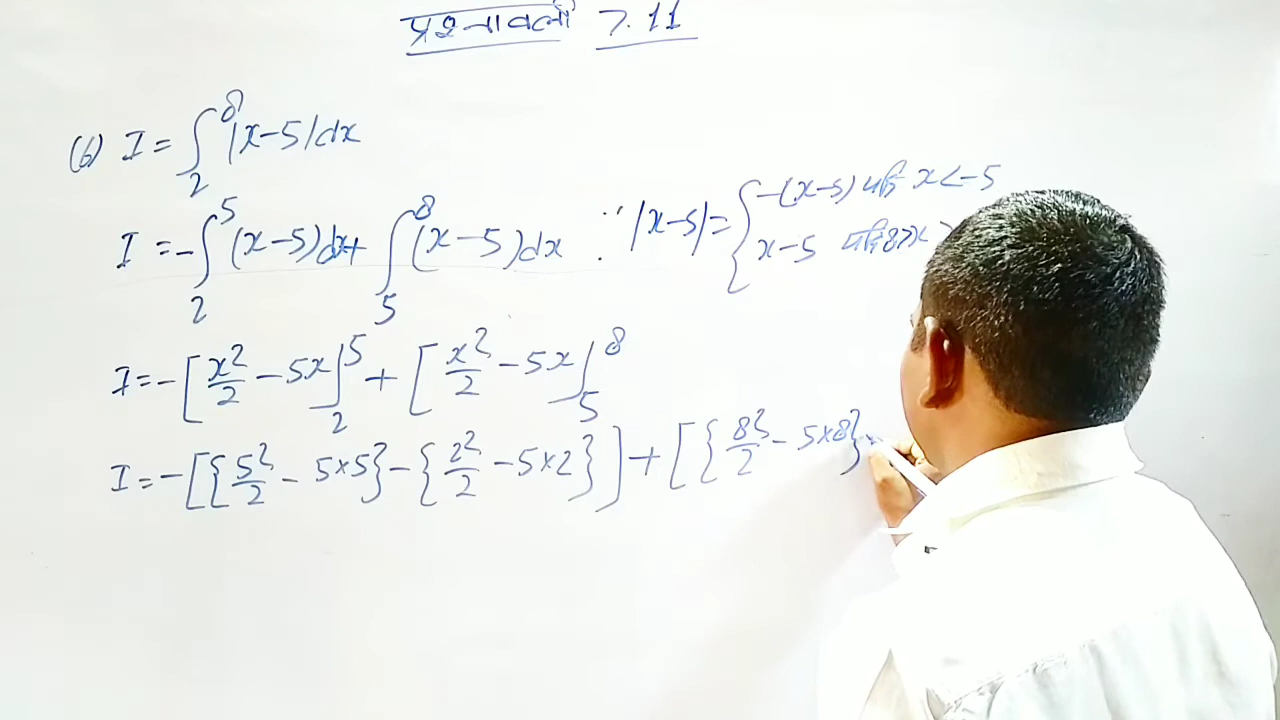 प्रश्नावली 7.11
(6) I = ∫₂⁸ |x-5|dx
I = -∫₂⁵ (x-5)dx + ∫₅⁸ (x-5)dx ∵ |x-5| = { -(x-5) यदि x<-5
x-5 यदि 8>x>
I = -[x²/2 - 5x]₂⁵ + [x²/2 - 5x]₅⁸
I = -[{5²/2 - 5×5} - {2²/2 - 5×2}] + [{8²/2 - 5×8}